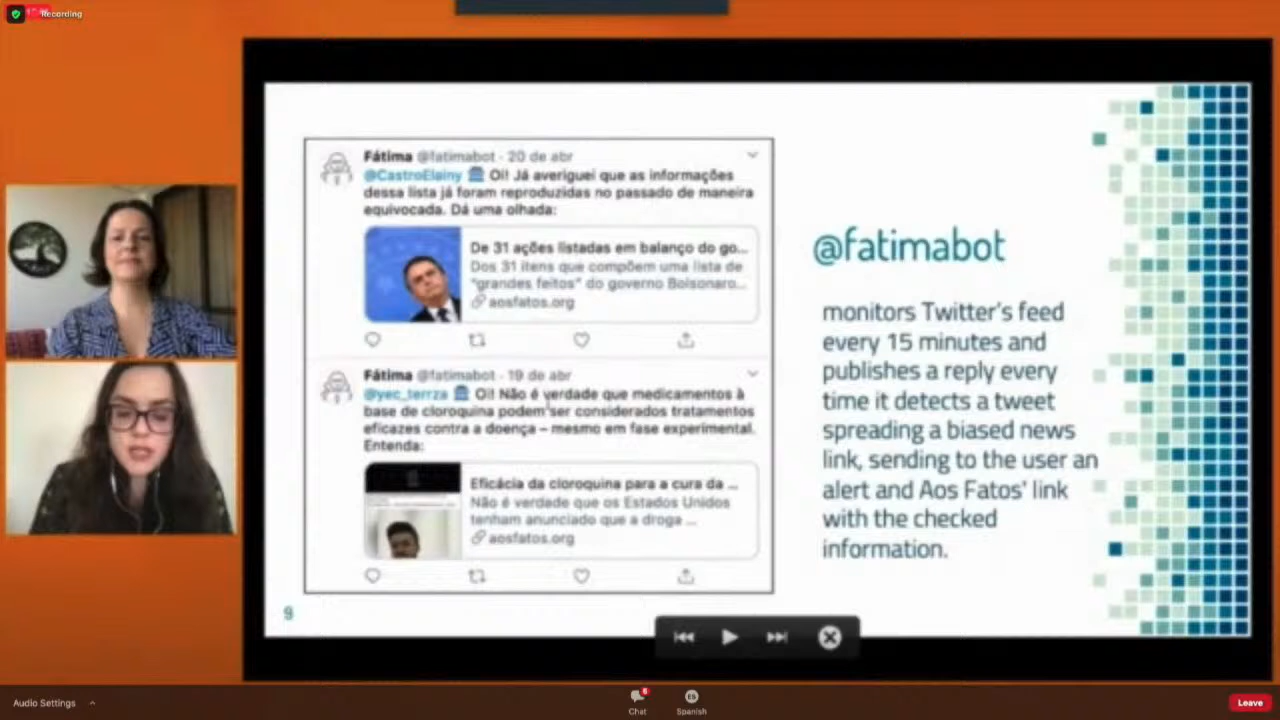 Recording
Fátima @fatimabot · 20 de abr
@CastroElainy Oi! Já averiguei que as informações
dessa lista já foram reproduzidas no passado de maneira
equivocada. Dá uma olhada:
De 31 ações listadas em balanço do go...
Dos 31 itens que compõem uma lista de
"grandes feitos" do governo Bolsonaro...
aosfatos.org
Fátima @fatimabot · 19 de abr
@yec_terrza Oi! Não é verdade que medicamentos à
base de cloroquina podem ser considerados tratamentos
eficazes contra a doença – mesmo em fase experimental.
Entenda:
Eficácia da cloroquina para a cura da ...
Não é verdade que os Estados Unidos
tenham anunciado que a droga ...
aosfatos.org
9
@fatimabot
monitors Twitter's feed
every 15 minutes and
publishes a reply every
time it detects a tweet
spreading a biased news
link, sending to the user an
alert and Aos Fatos' link
with the checked
information.
Audio Settings
6
Chat
ES
Spanish
Leave